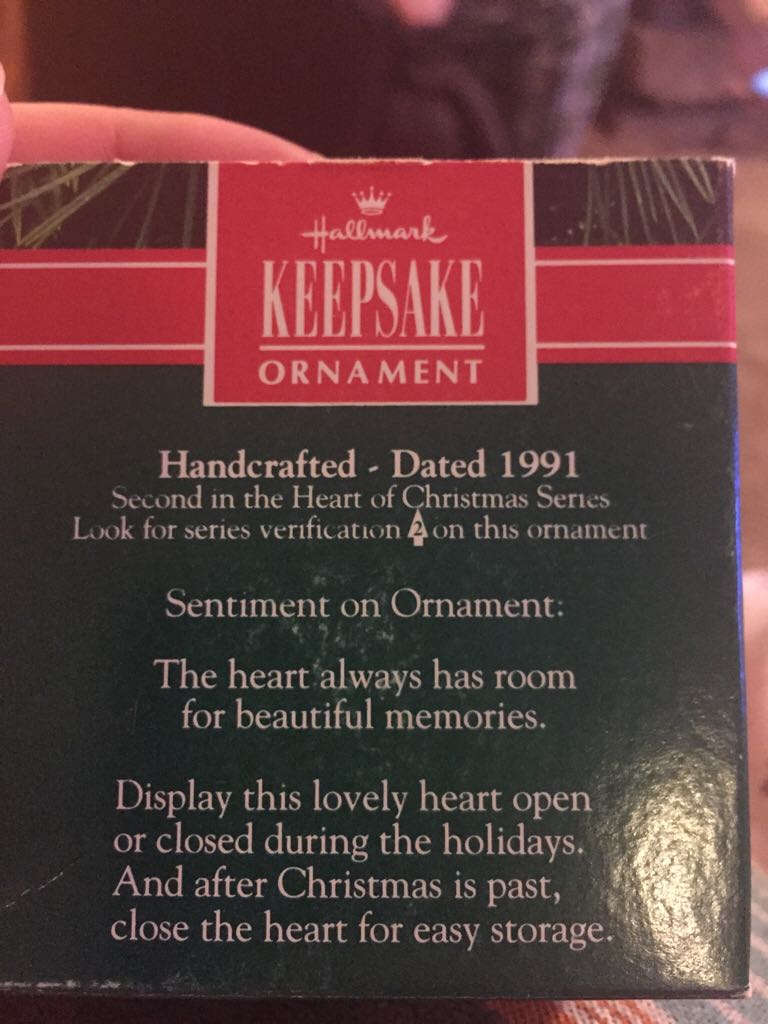 Hallmark
KEEPSAKE
ORNAMENT
Handcrafted - Dated 1991
Second in the Heart of Christmas Series
Look for series verification 2 on this ornament
Sentiment on Ornament:
The heart always has room
for beautiful memories.
Display this lovely heart open
or closed during the holidays.
And after Christmas is past,
close the heart for easy storage.